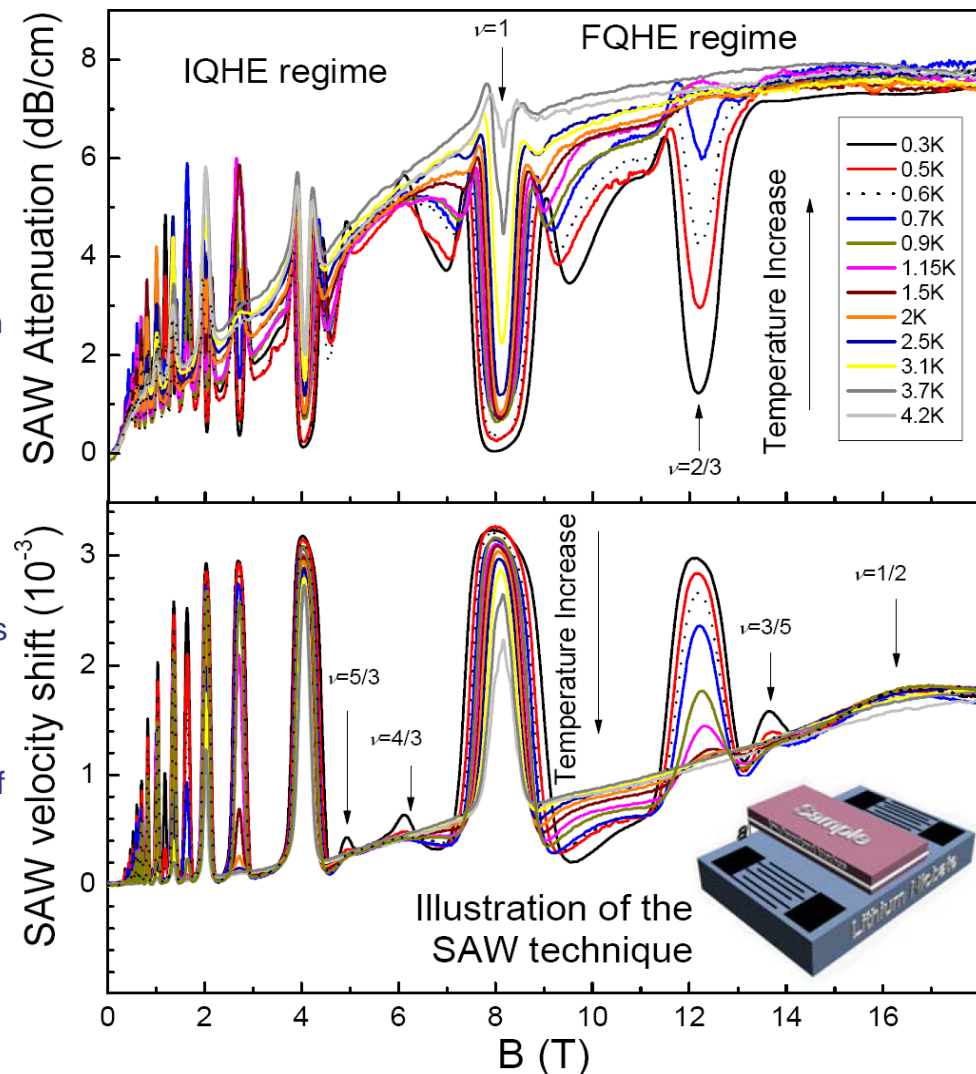 n
s
f
SAW Attenuation (dB/cm)
8
6
4
2
0
IQHE regime
ν=1
FQHE regime
0.3K
0.5K
0.6K
0.7K
0.9K
1.15K
1.5K
2K
2.5K
3.1K
3.7K
4.2K
Temperature Increase
ν=2/3
SAW velocity shift (10-3)
3
2
1
0
ν=5/3
ν=4/3
Temperature Increase
ν=3/5
ν=1/2
Illustration of the
SAW technique
Sample
Lithium Niobate
0 2 4 6 8 10 12 14 16
B (T)